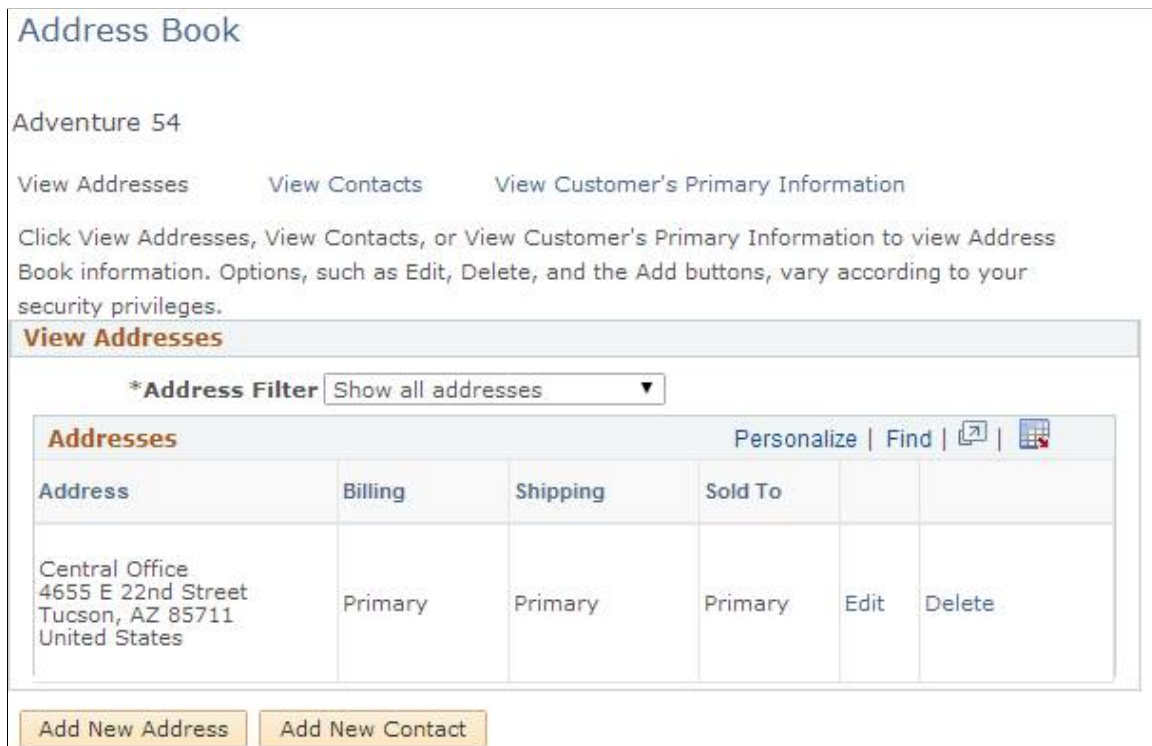 Address Book
Adventure 54
View Addresses View Contacts View Customer's Primary Information
Click View Addresses, View Contacts, or View Customer's Primary Information to view Address
Book information. Options, such as Edit, Delete, and the Add buttons, vary according to your
security privileges.
View Addresses
*Address Filter Show all addresses
Addresses Personalize | Find | |
Address Billing Shipping Sold To
Central Office
4655 E 22nd Street
Tucson, AZ 85711
United States
Primary Primary Primary Edit Delete
Add New Address Add New Contact